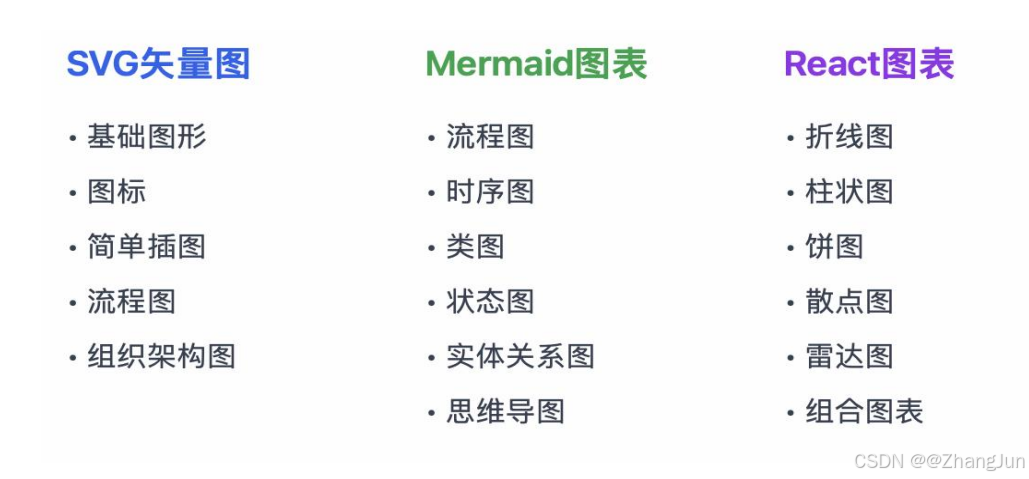 SVG矢量图
• 基础图形
• 图标
• 简单插图
• 流程图
• 组织架构图
Mermaid图表
• 流程图
• 时序图
• 类图
• 状态图
• 实体关系图
• 思维导图
React图表
• 折线图
• 柱状图
• 饼图
• 散点图
• 雷达图
• 组合图表
CSDN @@ZhangJun